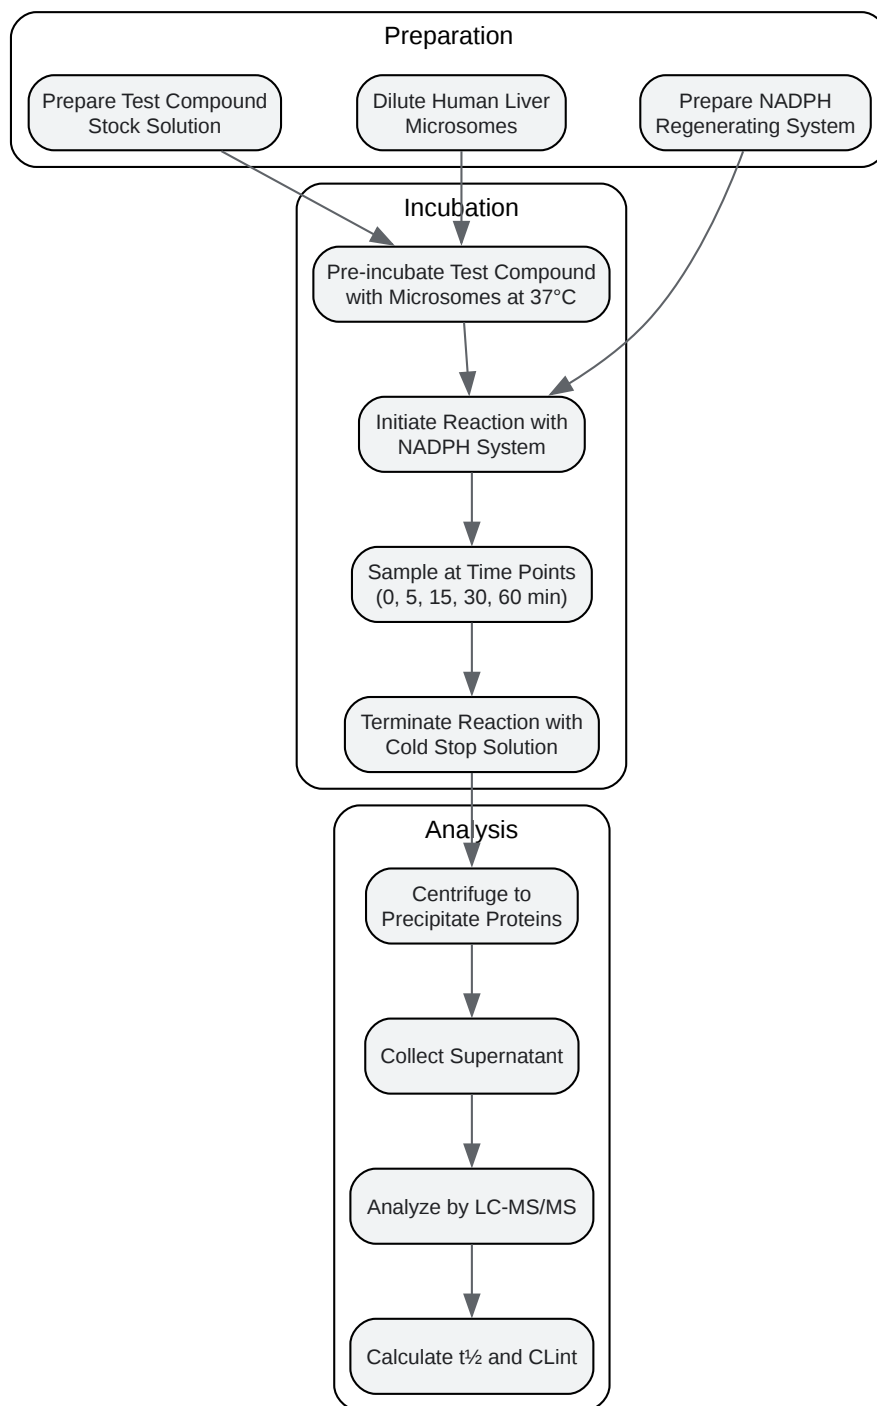 Preparation
Prepare Test Compound
Stock Solution
Dilute Human Liver
Microsomes
Prepare NADPH
Regenerating System
Incubation
Pre-incubate Test Compound
with Microsomes at 37°C
Initiate Reaction with
NADPH System
Sample at Time Points
(0, 5, 15, 30, 60 min)
Terminate Reaction with
Cold Stop Solution
Analysis
Centrifuge to
Precipitate Proteins
Collect Supernatant
Analyze by LC-MS/MS
Calculate t½ and CLint